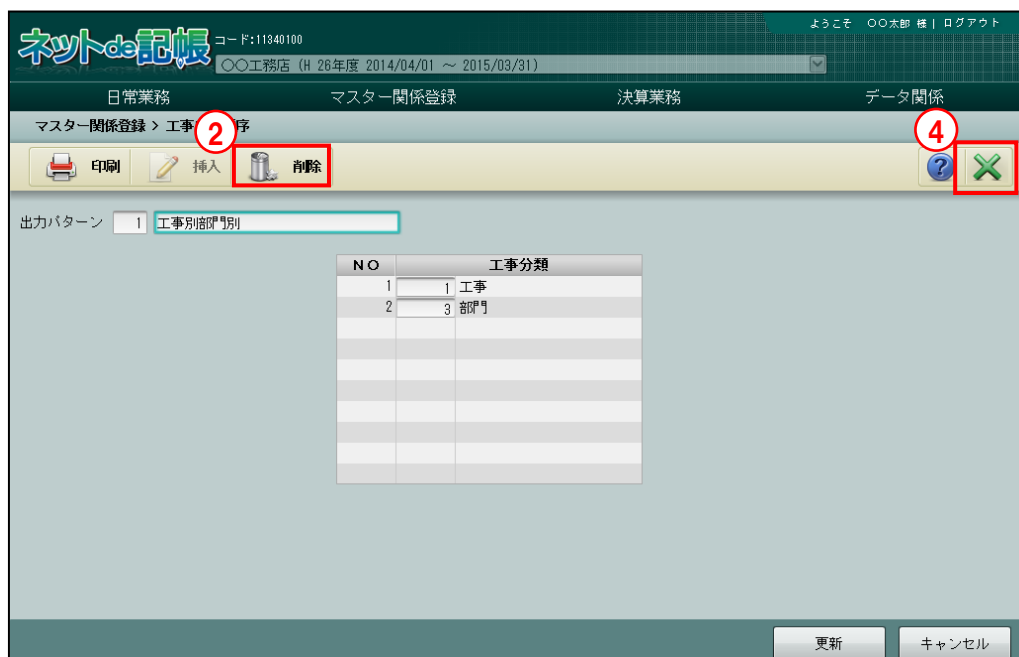 ようこそ　〇〇太郎 様 | ログアウト
ネットde記帳 コード:11340100
〇〇工務店 (H 26年度 2014/04/01 ～ 2015/03/31)
日常業務 マスター関係登録 決算業務 データ関係
マスター関係登録 > 工事 序
② ④
印刷 挿入 削除 ?
出力パターン 1 工事別部門別
ＮＯ 工事分類
1 1 工事
2 3 部門
更新 キャンセル